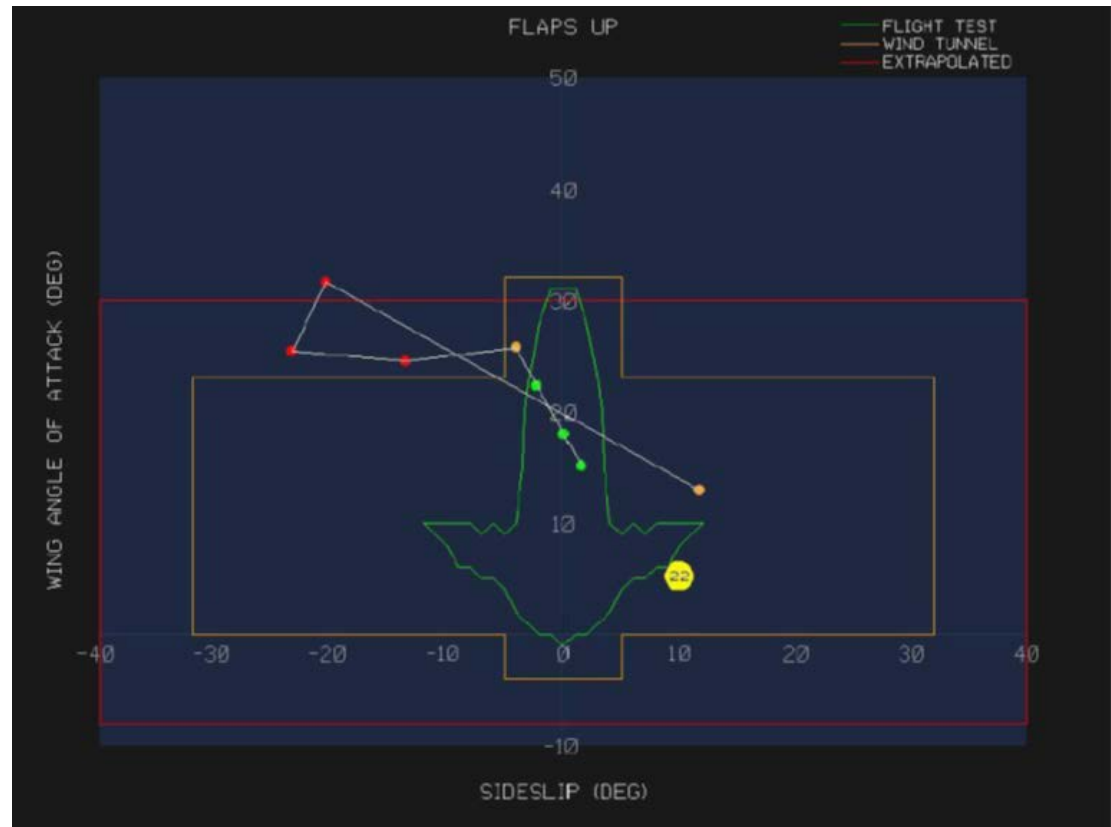 FLAPS UP
FLIGHT TEST
WIND TUNNEL
EXTRAPOLATED
50
40
30
20
10
22
-40 -30 -20 -10 0 10 20 30 40
-10
WING ANGLE OF ATTACK (DEG)
SIDESLIP (DEG)